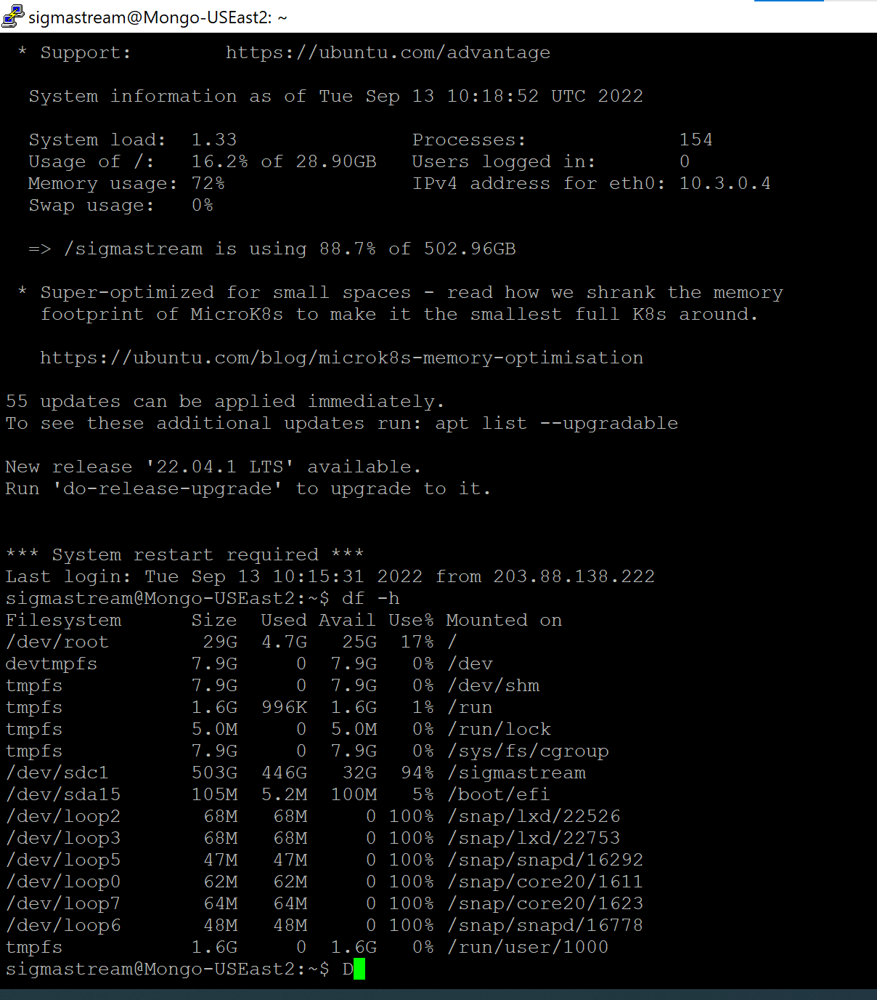 sigmastream@Mongo-USEast2: ~
* Support:        https://ubuntu.com/advantage
System information as of Tue Sep 13 10:18:52 UTC 2022
System load:  1.33               Processes:             154
Usage of /:   16.2% of 28.90GB   Users logged in:       0
Memory usage: 72%                IPv4 address for eth0: 10.3.0.4
Swap usage:   0%
=> /sigmastream is using 88.7% of 502.96GB
* Super-optimized for small spaces - read how we shrank the memory
footprint of MicroK8s to make it the smallest full K8s around.
https://ubuntu.com/blog/microk8s-memory-optimisation
55 updates can be applied immediately.
To see these additional updates run: apt list --upgradable
New release '22.04.1 LTS' available.
Run 'do-release-upgrade' to upgrade to it.
*** System restart required ***
Last login: Tue Sep 13 10:15:31 2022 from 203.88.138.222
sigmastream@Mongo-USEast2:~$ df -h
Filesystem      Size  Used Avail Use% Mounted on
/dev/root        29G  4.7G   25G  17% /
devtmpfs        7.9G     0  7.9G   0% /dev
tmpfs           7.9G     0  7.9G   0% /dev/shm
tmpfs           1.6G  996K  1.6G   1% /run
tmpfs           5.0M     0  5.0M   0% /run/lock
tmpfs           7.9G     0  7.9G   0% /sys/fs/cgroup
/dev/sdc1       503G  446G   32G  94% /sigmastream
/dev/sda15      105M  5.2M  100M   5% /boot/efi
/dev/loop2       68M   68M     0 100% /snap/lxd/22526
/dev/loop3       68M   68M     0 100% /snap/lxd/22753
/dev/loop5       47M   47M     0 100% /snap/snapd/16292
/dev/loop0       62M   62M     0 100% /snap/core20/1611
/dev/loop7       64M   64M     0 100% /snap/core20/1623
/dev/loop6       48M   48M     0 100% /snap/snapd/16778
tmpfs           1.6G     0  1.6G   0% /run/user/1000
sigmastream@Mongo-USEast2:~$ D